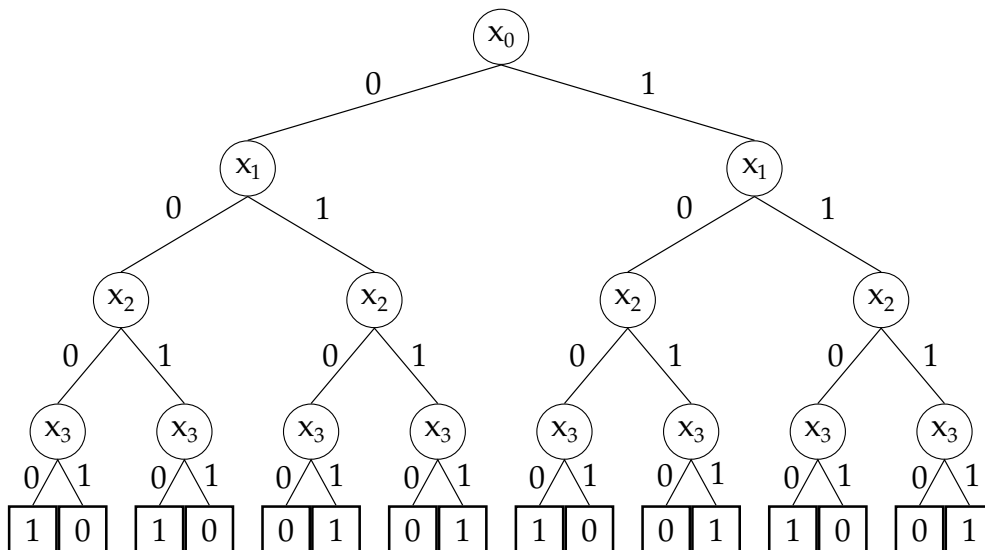 x₀
0 1
x₁ x₁
0 1 0 1
x₂ x₂ x₂ x₂
0 1 0 1 0 1 0 1
x₃ x₃ x₃ x₃ x₃ x₃ x₃ x₃
0 1 0 1 0 1 0 1 0 1 0 1 0 1 0 1
1 0 1 0 0 1 0 1 1 0 0 1 1 0 0 1